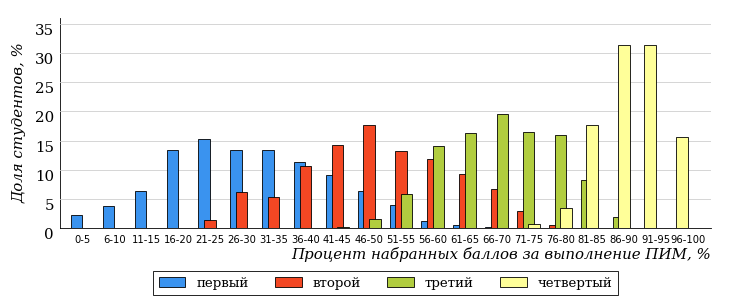 Доля студентов, %
35
30
25
20
15
10
5
0
0-5 6-10 11-15 16-20 21-25 26-30 31-35 36-40 41-45 46-50 51-55 56-60 61-65 66-70 71-75 76-80 81-85 86-90 91-95 96-100
Процент набранных баллов за выполнение ПИМ, %
первый второй третий четвертый